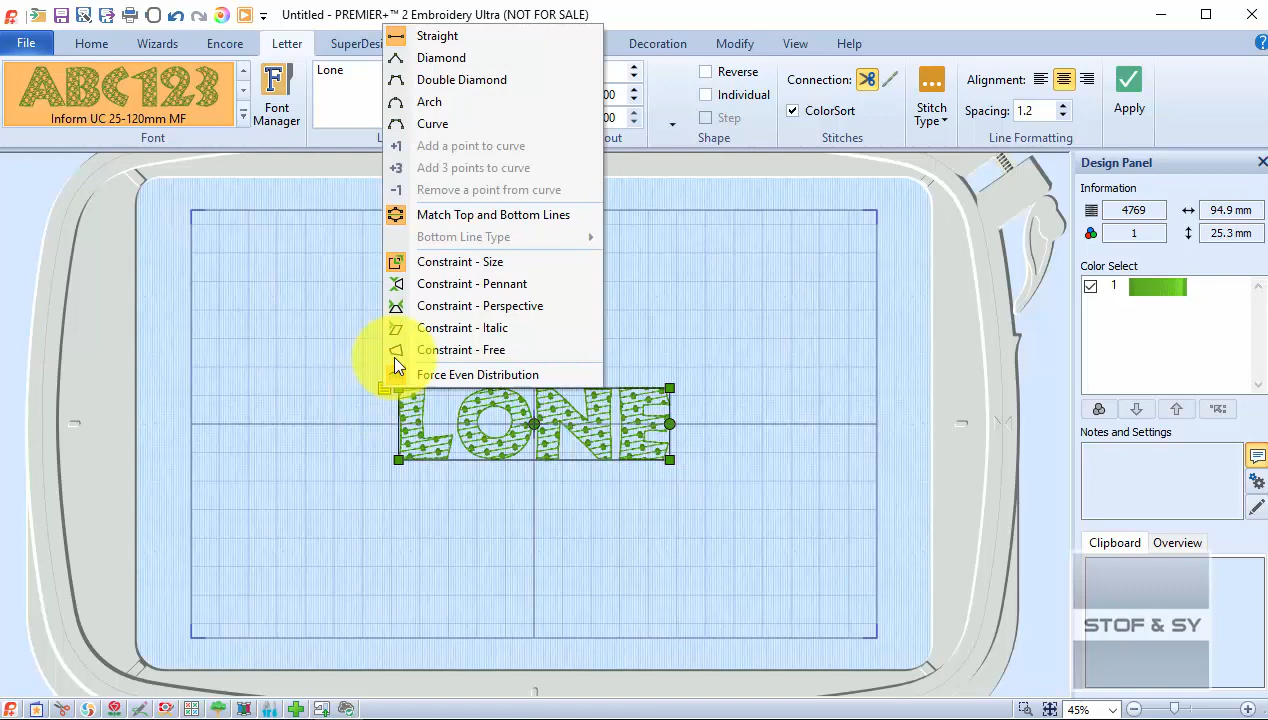 Untitled - PREMIER+™ 2 Embroidery Ultra (NOT FOR SALE)
File
Home
Wizards
Encore
Letter
Decoration
Modify
View
Help
ABC123
Inform UC 25-120mm MF
Font
Manager
Font
Lone
Reverse
Individual
Step
Shape
Connection:
ColorSort
Stitches
Stitch
Type
Alignment:
Spacing: 1.2
Line Formatting
Apply
Straight
Diamond
Double Diamond
Arch
Curve
+1 Add a point to curve
+3 Add 3 points to curve
-1 Remove a point from curve
Match Top and Bottom Lines
Bottom Line Type
Constraint - Size
Constraint - Pennant
Constraint - Perspective
Constraint - Italic
Constraint - Free
Force Even Distribution
LONE
Design Panel
Information
4769
94.9 mm
1
25.3 mm
Color Select
1
Notes and Settings
Clipboard
Overview
STOF & SY
45%